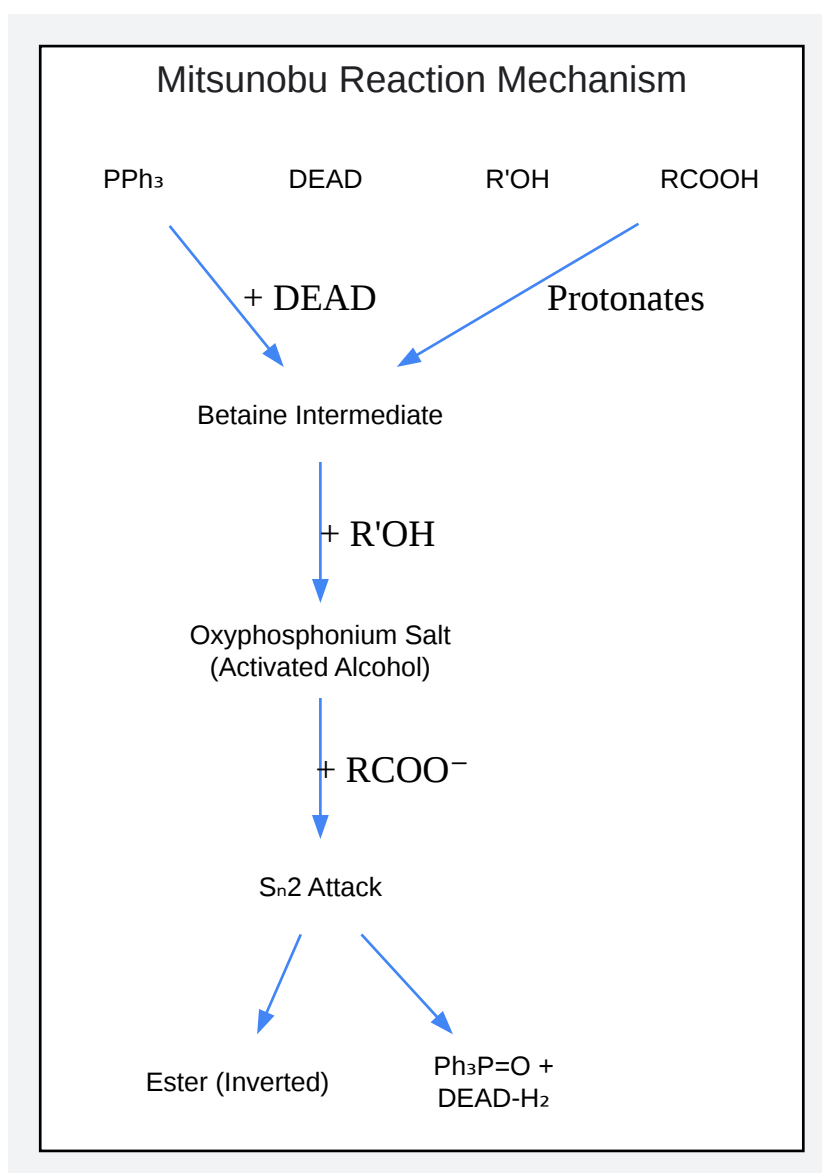 Mitsunobu Reaction Mechanism
PPh₃
DEAD
R'OH
RCOOH
+ DEAD
Protonates
Betaine Intermediate
+ R'OH
Oxyphosphonium Salt
(Activated Alcohol)
+ RCOO⁻
Sₙ2 Attack
Ester (Inverted)
Ph₃P=O +
DEAD-H₂